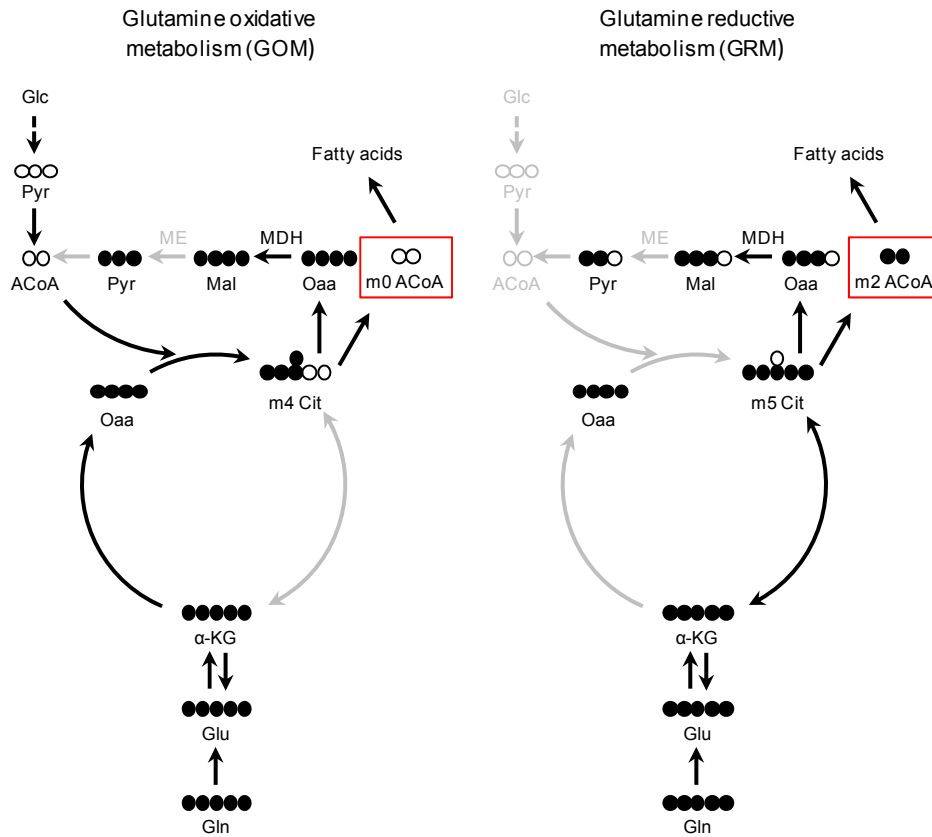 Glutamine oxidative
metabolism (GOM)
Glc
Pyr
Fatty acids
ME
MDH
ACoA
Pyr
Mal
Oaa
m0 ACoA
Oaa
m4 Cit
α-KG
Glu
Gln
Glutamine reductive
metabolism (GRM)
Glc
Pyr
Fatty acids
ME
MDH
ACoA
Pyr
Mal
Oaa
m2 ACoA
Oaa
m5 Cit
α-KG
Glu
Gln